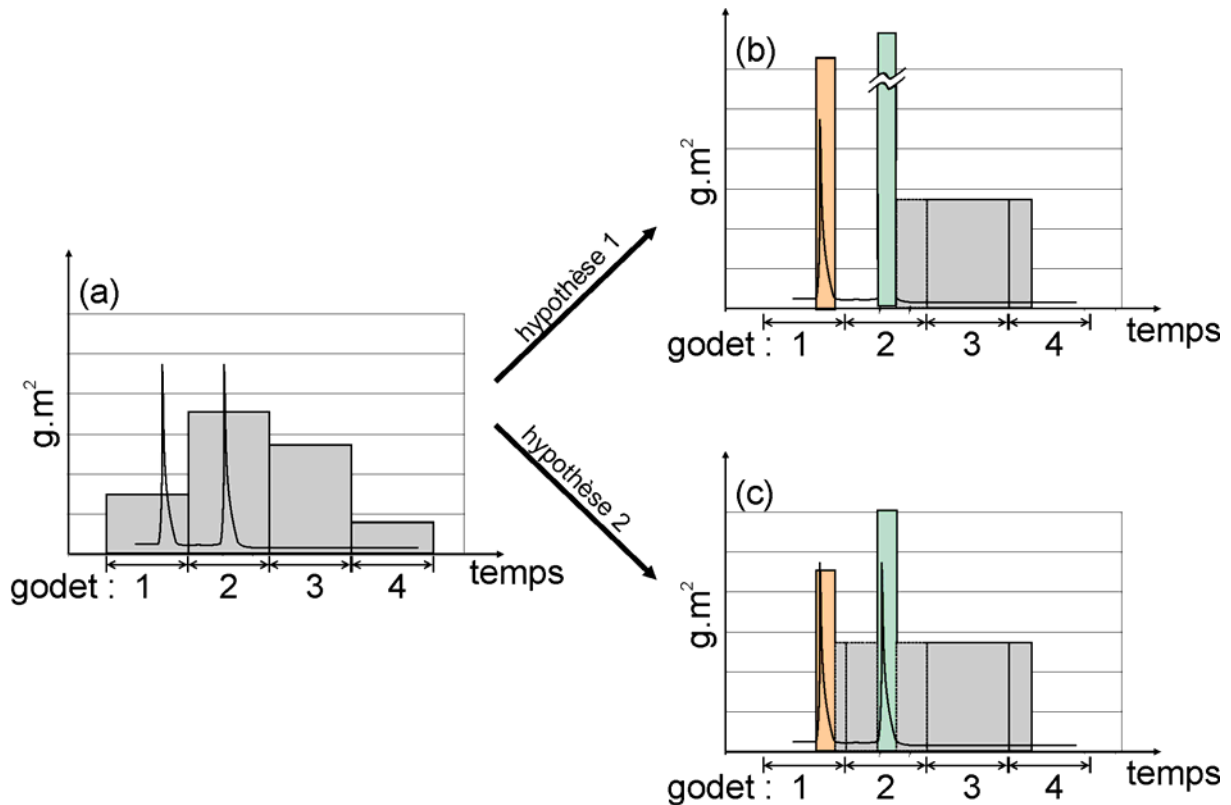 (a)
g.m²
godet : 1 2 3 4
temps
hypothèse 1
hypothèse 2
(b)
g.m²
godet : 1 2 3 4
temps
(c)
g.m²
godet : 1 2 3 4
temps